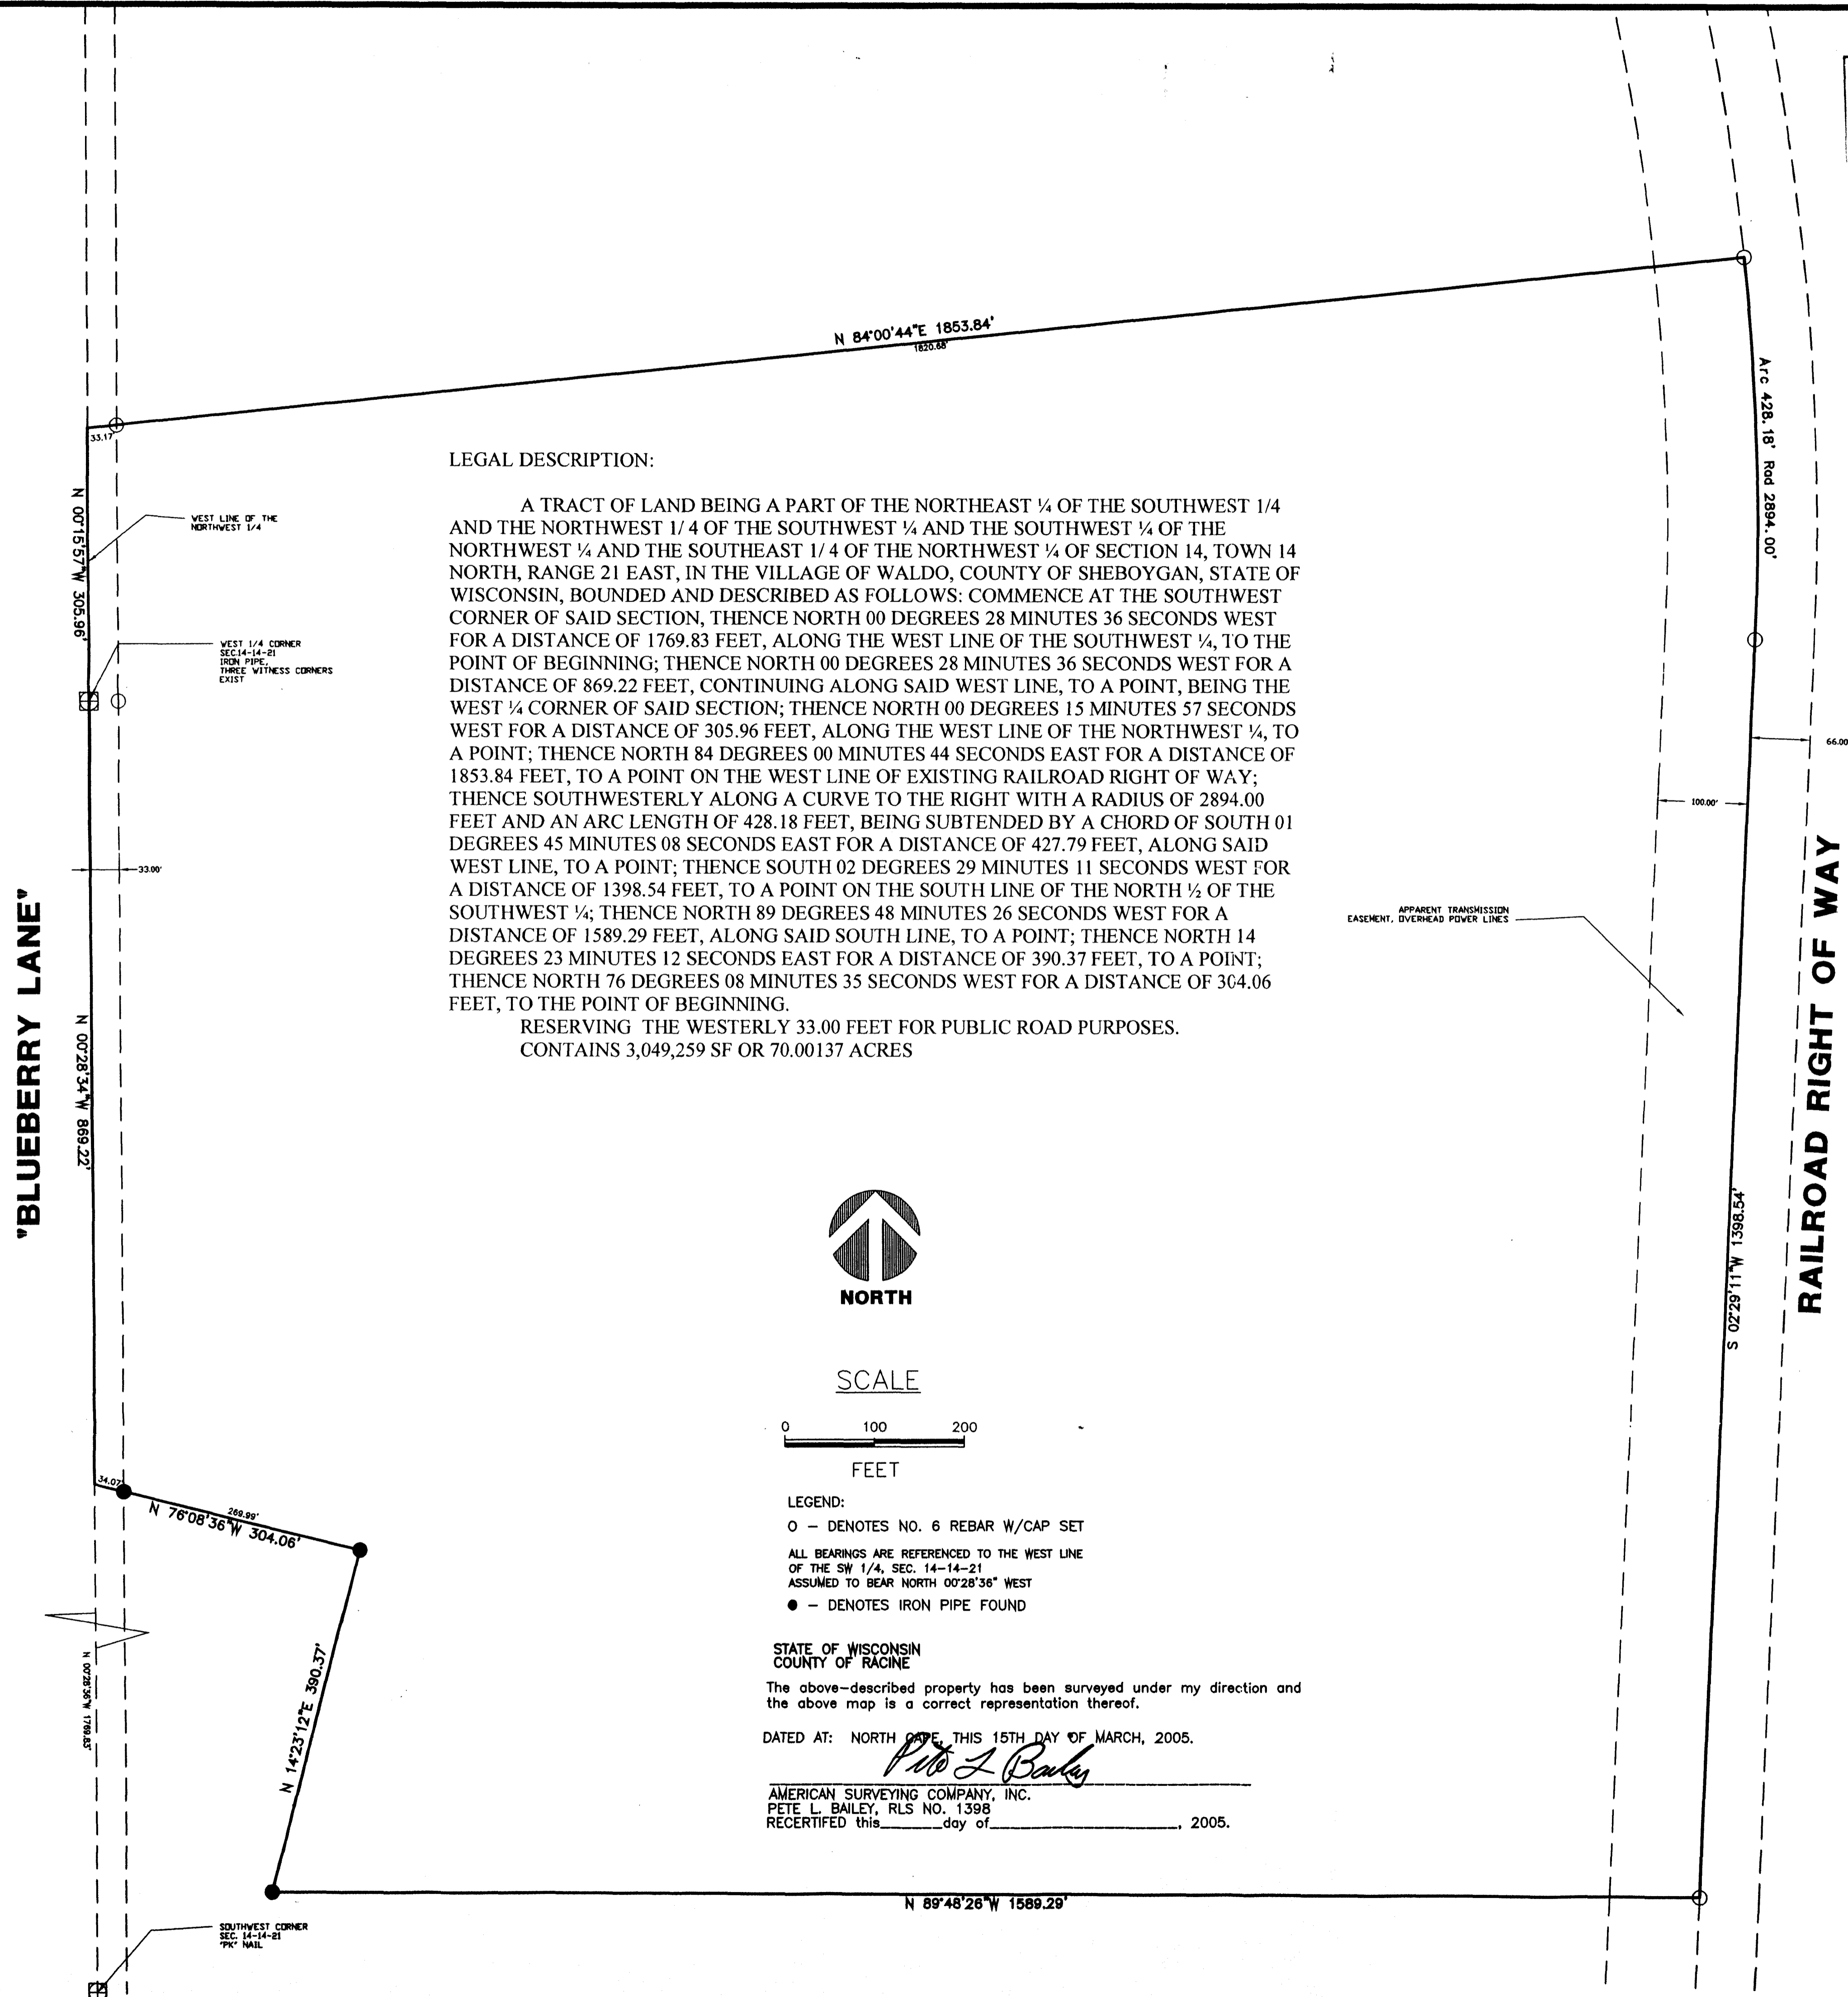 N 84°00'44"E 1853.84'
1820.68'
33.17'
N 00°15'57"W 305.96'
WEST LINE OF THE
NORTHWEST 1/4
WEST 1/4 CORNER
SEC.14-14-21
IRON PIPE,
THREE WITNESS CORNERS
EXIST
Arc 428.18' Rad 2894.00'
LEGAL DESCRIPTION:
A TRACT OF LAND BEING A PART OF THE NORTHEAST ¼ OF THE SOUTHWEST 1/4
AND THE NORTHWEST 1/ 4 OF THE SOUTHWEST ¼ AND THE SOUTHWEST ¼ OF THE
NORTHWEST ¼ AND THE SOUTHEAST 1/ 4 OF THE NORTHWEST ¼ OF SECTION 14, TOWN 14
NORTH, RANGE 21 EAST, IN THE VILLAGE OF WALDO, COUNTY OF SHEBOYGAN, STATE OF
WISCONSIN, BOUNDED AND DESCRIBED AS FOLLOWS: COMMENCE AT THE SOUTHWEST
CORNER OF SAID SECTION, THENCE NORTH 00 DEGREES 28 MINUTES 36 SECONDS WEST
FOR A DISTANCE OF 1769.83 FEET, ALONG THE WEST LINE OF THE SOUTHWEST ¼, TO THE
POINT OF BEGINNING; THENCE NORTH 00 DEGREES 28 MINUTES 36 SECONDS WEST FOR A
DISTANCE OF 869.22 FEET, CONTINUING ALONG SAID WEST LINE, TO A POINT, BEING THE
WEST ¼ CORNER OF SAID SECTION; THENCE NORTH 00 DEGREES 15 MINUTES 57 SECONDS
WEST FOR A DISTANCE OF 305.96 FEET, ALONG THE WEST LINE OF THE NORTHWEST ¼, TO
A POINT; THENCE NORTH 84 DEGREES 00 MINUTES 44 SECONDS EAST FOR A DISTANCE OF
1853.84 FEET, TO A POINT ON THE WEST LINE OF EXISTING RAILROAD RIGHT OF WAY;
THENCE SOUTHWESTERLY ALONG A CURVE TO THE RIGHT WITH A RADIUS OF 2894.00
FEET AND AN ARC LENGTH OF 428.18 FEET, BEING SUBTENDED BY A CHORD OF SOUTH 01
DEGREES 45 MINUTES 08 SECONDS EAST FOR A DISTANCE OF 427.79 FEET, ALONG SAID
WEST LINE, TO A POINT; THENCE SOUTH 02 DEGREES 29 MINUTES 11 SECONDS WEST FOR
A DISTANCE OF 1398.54 FEET, TO A POINT ON THE SOUTH LINE OF THE NORTH ½ OF THE
SOUTHWEST ¼; THENCE NORTH 89 DEGREES 48 MINUTES 26 SECONDS WEST FOR A
DISTANCE OF 1589.29 FEET, ALONG SAID SOUTH LINE, TO A POINT; THENCE NORTH 14
DEGREES 23 MINUTES 12 SECONDS EAST FOR A DISTANCE OF 390.37 FEET, TO A POINT;
THENCE NORTH 76 DEGREES 08 MINUTES 35 SECONDS WEST FOR A DISTANCE OF 304.06
FEET, TO THE POINT OF BEGINNING.
RESERVING THE WESTERLY 33.00 FEET FOR PUBLIC ROAD PURPOSES.
CONTAINS 3,049,259 SF OR 70.00137 ACRES
66.00
100.00'
33.00'
"BLUEBERRY LANE"
N 00°28'34"W 869.22'
APPARENT TRANSMISSION
EASEMENT, OVERHEAD POWER LINES
RAILROAD RIGHT OF WAY
S 02°29'11"W 1398.54'
NORTH
SCALE
0 100 200
FEET
34.07'
269.99'
N 76°08'36"W 304.06'
N 14°23'12"E 390.37'
N 00°28'36"W 1769.83'
LEGEND:
O – DENOTES NO. 6 REBAR W/CAP SET
ALL BEARINGS ARE REFERENCED TO THE WEST LINE
OF THE SW 1/4, SEC. 14–14–21
ASSUMED TO BEAR NORTH 00°28'36" WEST
● – DENOTES IRON PIPE FOUND
STATE OF WISCONSIN
COUNTY OF RACINE
The above–described property has been surveyed under my direction and
the above map is a correct representation thereof.
DATED AT: NORTH CAPE, THIS 15TH DAY OF MARCH, 2005.
Pete L Bailey
AMERICAN SURVEYING COMPANY, INC.
PETE L. BAILEY, RLS NO. 1398
RECERTIFED this_______day of______________________, 2005.
N 89°48'26"W 1589.29'
SOUTHWEST CORNER
SEC. 14-14-21
"PK" NAIL